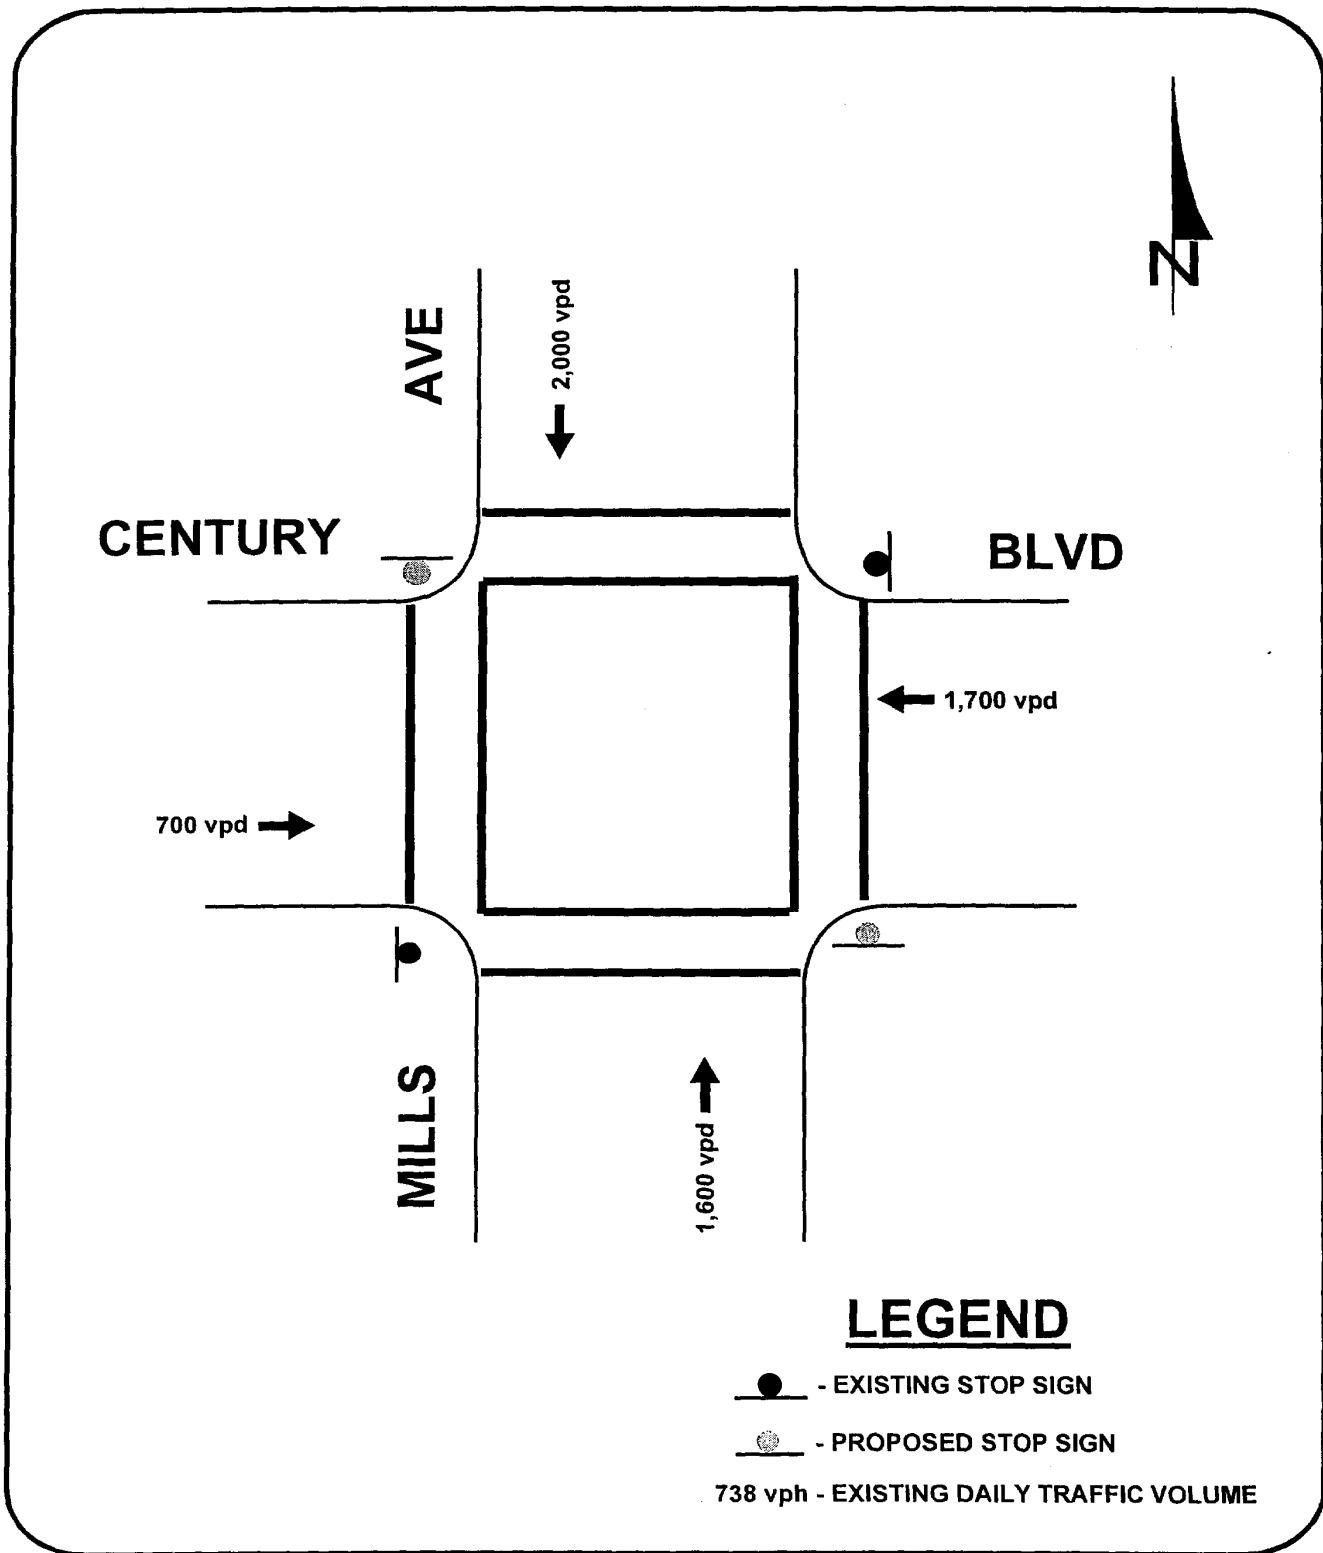 N
AVE
2,000 vpd
CENTURY
BLVD
1,700 vpd
700 vpd
MILLS
1,600 vpd
LEGEND
- EXISTING STOP SIGN
- PROPOSED STOP SIGN
738 vph - EXISTING DAILY TRAFFIC VOLUME